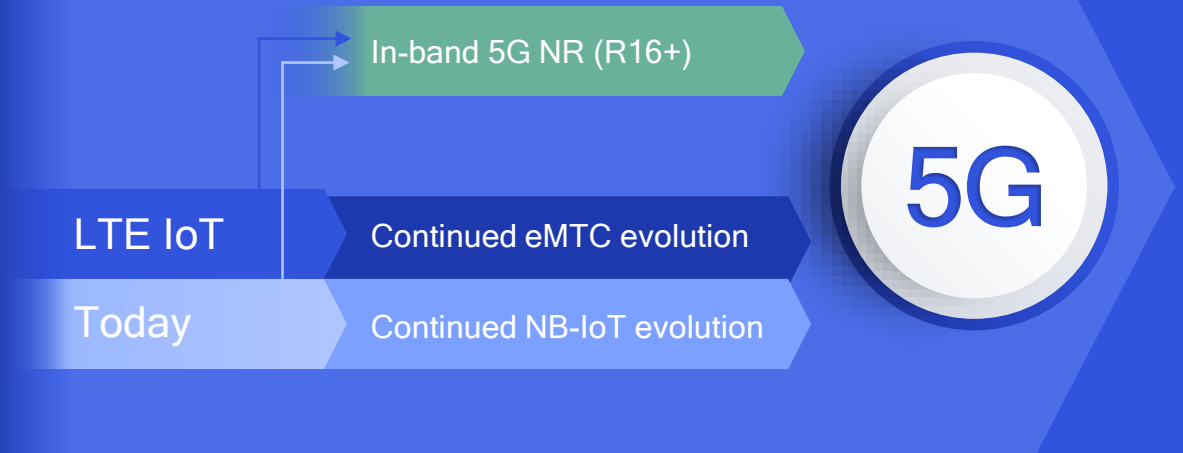 In-band 5G NR (R16+)
5G
LTE IoT
Continued eMTC evolution
Today
Continued NB-IoT evolution